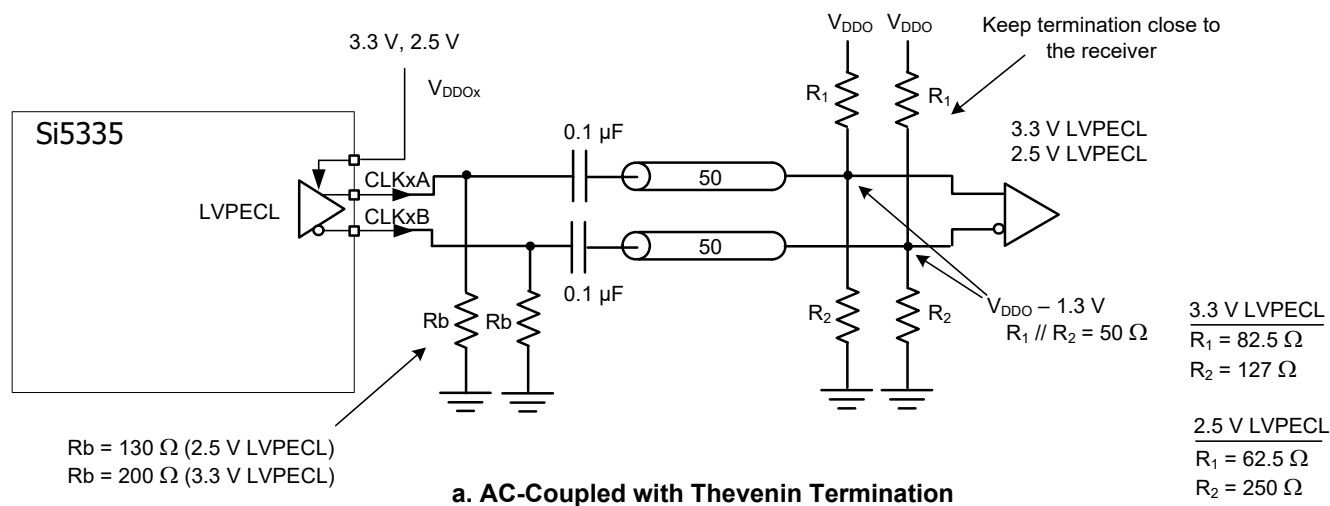 3.3 V, 2.5 V
VDDOx
Si5335
LVPECL
CLKxA
CLKxB
0.1 µF
0.1 µF
50
50
Rb
Rb
VDDO
VDDO
R1
R1
R2
R2
Keep termination close to
the receiver
3.3 V LVPECL
2.5 V LVPECL
VDDO – 1.3 V
R1 // R2 = 50 Ω
3.3 V LVPECL
R1 = 82.5 Ω
R2 = 127 Ω
2.5 V LVPECL
R1 = 62.5 Ω
R2 = 250 Ω
Rb = 130 Ω (2.5 V LVPECL)
Rb = 200 Ω (3.3 V LVPECL)
a. AC-Coupled with Thevenin Termination